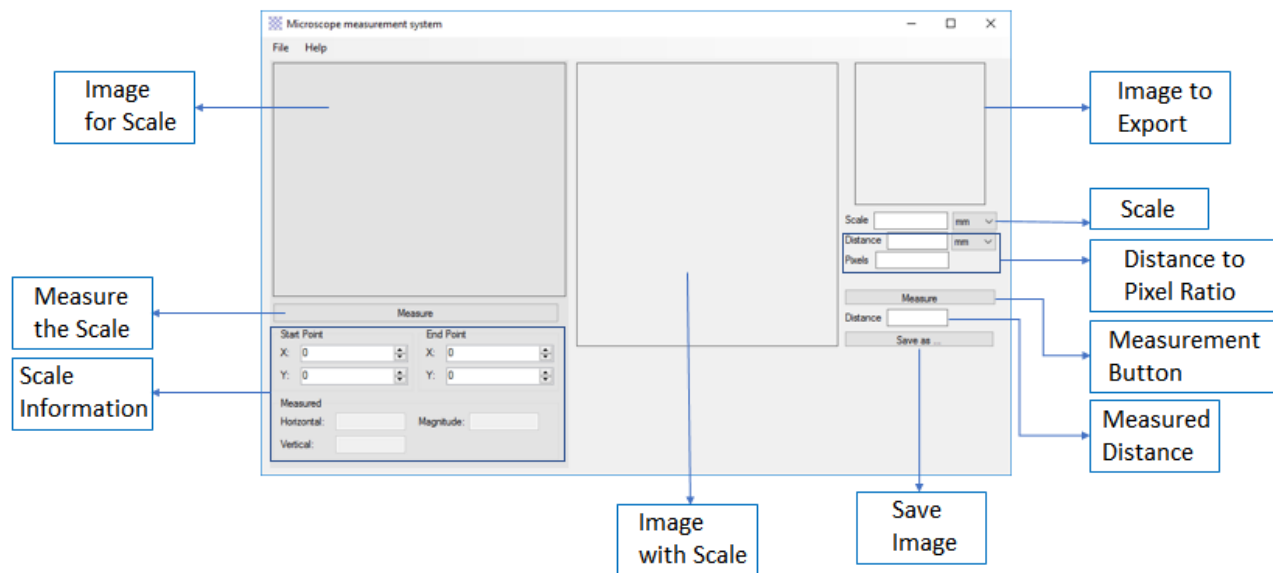 Microscope measurement system
File Help
Image
for Scale
Image to
Export
Scale mm
Scale
Distance mm
Pixels
Distance to
Pixel Ratio
Measure
the Scale
Measure
Measure
Start Point End Point
Distance
X: 0 X: 0
Save as ...
Measurement
Button
Y: 0 Y: 0
Scale
Information
Measured
Horizontal: Magnitude:
Vertical:
Measured
Distance
Image
with Scale
Save
Image